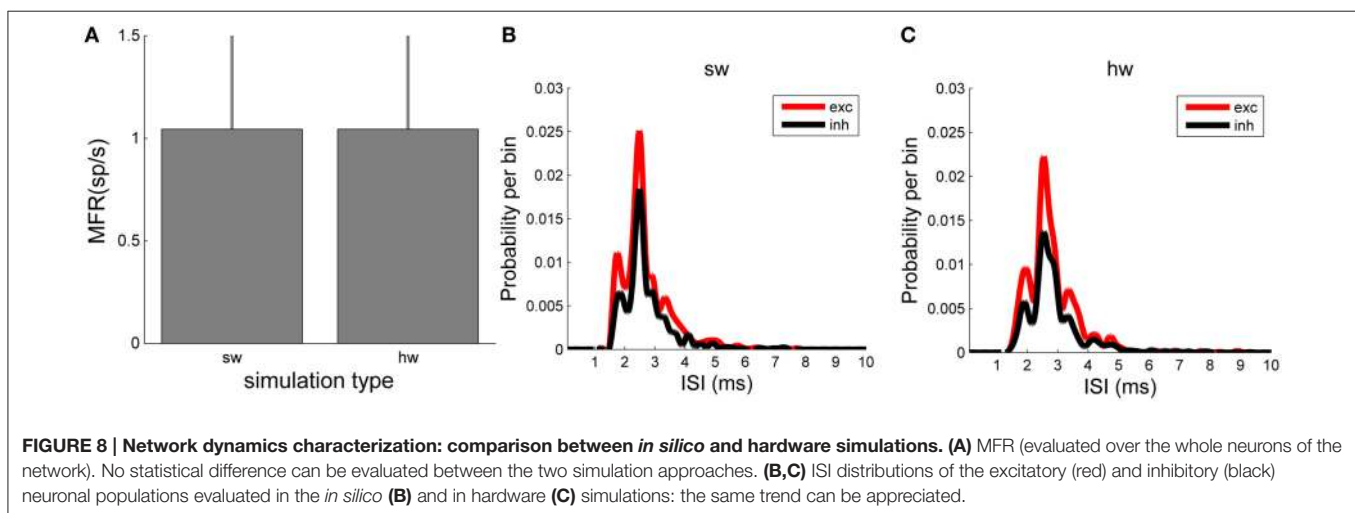 A
1.5
1
0.5
0
MFR(sp/s)
sw
hw
simulation type
B
sw
0.03
0.025
0.02
0.015
0.01
0.005
0
Probability per bin
exc
inh
1 2 3 4 5 6 7 8 9 10
ISI (ms)
C
hw
0.03
0.025
0.02
0.015
0.01
0.005
0
Probability per bin
exc
inh
1 2 3 4 5 6 7 8 9 10
ISI (ms)
FIGURE 8 | Network dynamics characterization: comparison between in silico and hardware simulations. (A) MFR (evaluated over the whole neurons of the
network). No statistical difference can be evaluated between the two simulation approaches. (B,C) ISI distributions of the excitatory (red) and inhibitory (black)
neuronal populations evaluated in the in silico (B) and in hardware (C) simulations: the same trend can be appreciated.